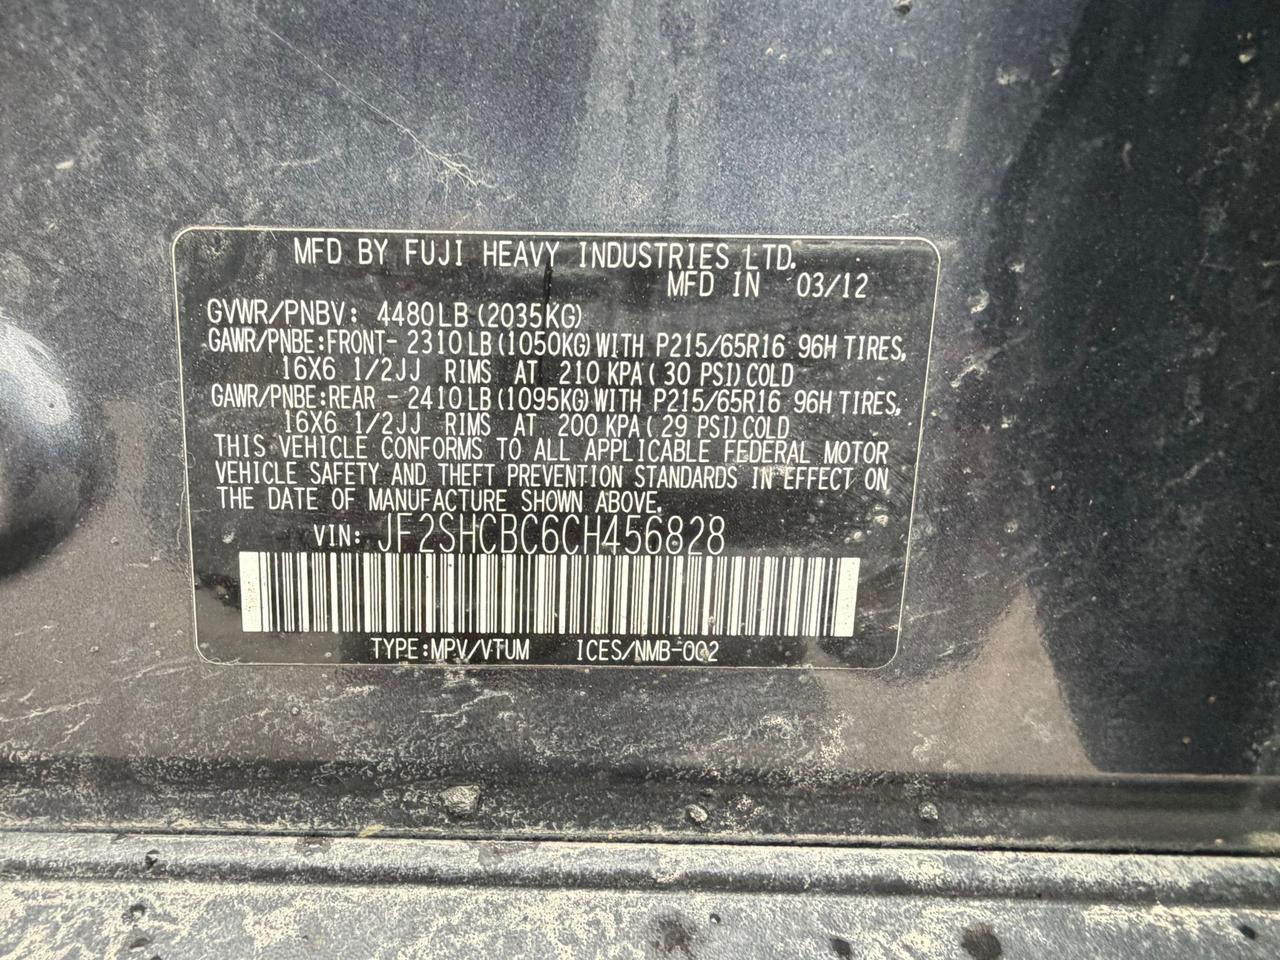 MFD BY FUJI HEAVY INDUSTRIES LTD.
MFD IN 03/12
GVWR/PNBV: 4480LB (2035KG)
GAWR/PNBE:FRONT- 2310LB (1050KG) WITH P215/65R16 96H TIRES,
16X6 1/2JJ RIMS AT 210 KPA (30 PSI) COLD
GAWR/PNBE:REAR - 2410LB (1095KG) WITH P215/65R16 96H TIRES,
16X6 1/2JJ RIMS AT 200 KPA (29 PSI) COLD
THIS VEHICLE CONFORMS TO ALL APPLICABLE FEDERAL MOTOR
VEHICLE SAFETY AND THEFT PREVENTION STANDARDS IN EFFECT ON
THE DATE OF MANUFACTURE SHOWN ABOVE.
VIN: JF2SHCBC6CH456828
TYPE:MPV/VTUM ICES/NMB-002